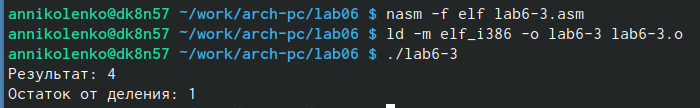 annikolenko@dk8n57 ~/work/arch-pc/lab06 $ nasm -f elf lab6-3.asm
annikolenko@dk8n57 ~/work/arch-pc/lab06 $ ld -m elf_i386 -o lab6-3 lab6-3.o
annikolenko@dk8n57 ~/work/arch-pc/lab06 $ ./lab6-3
Результат: 4
Остаток от деления: 1